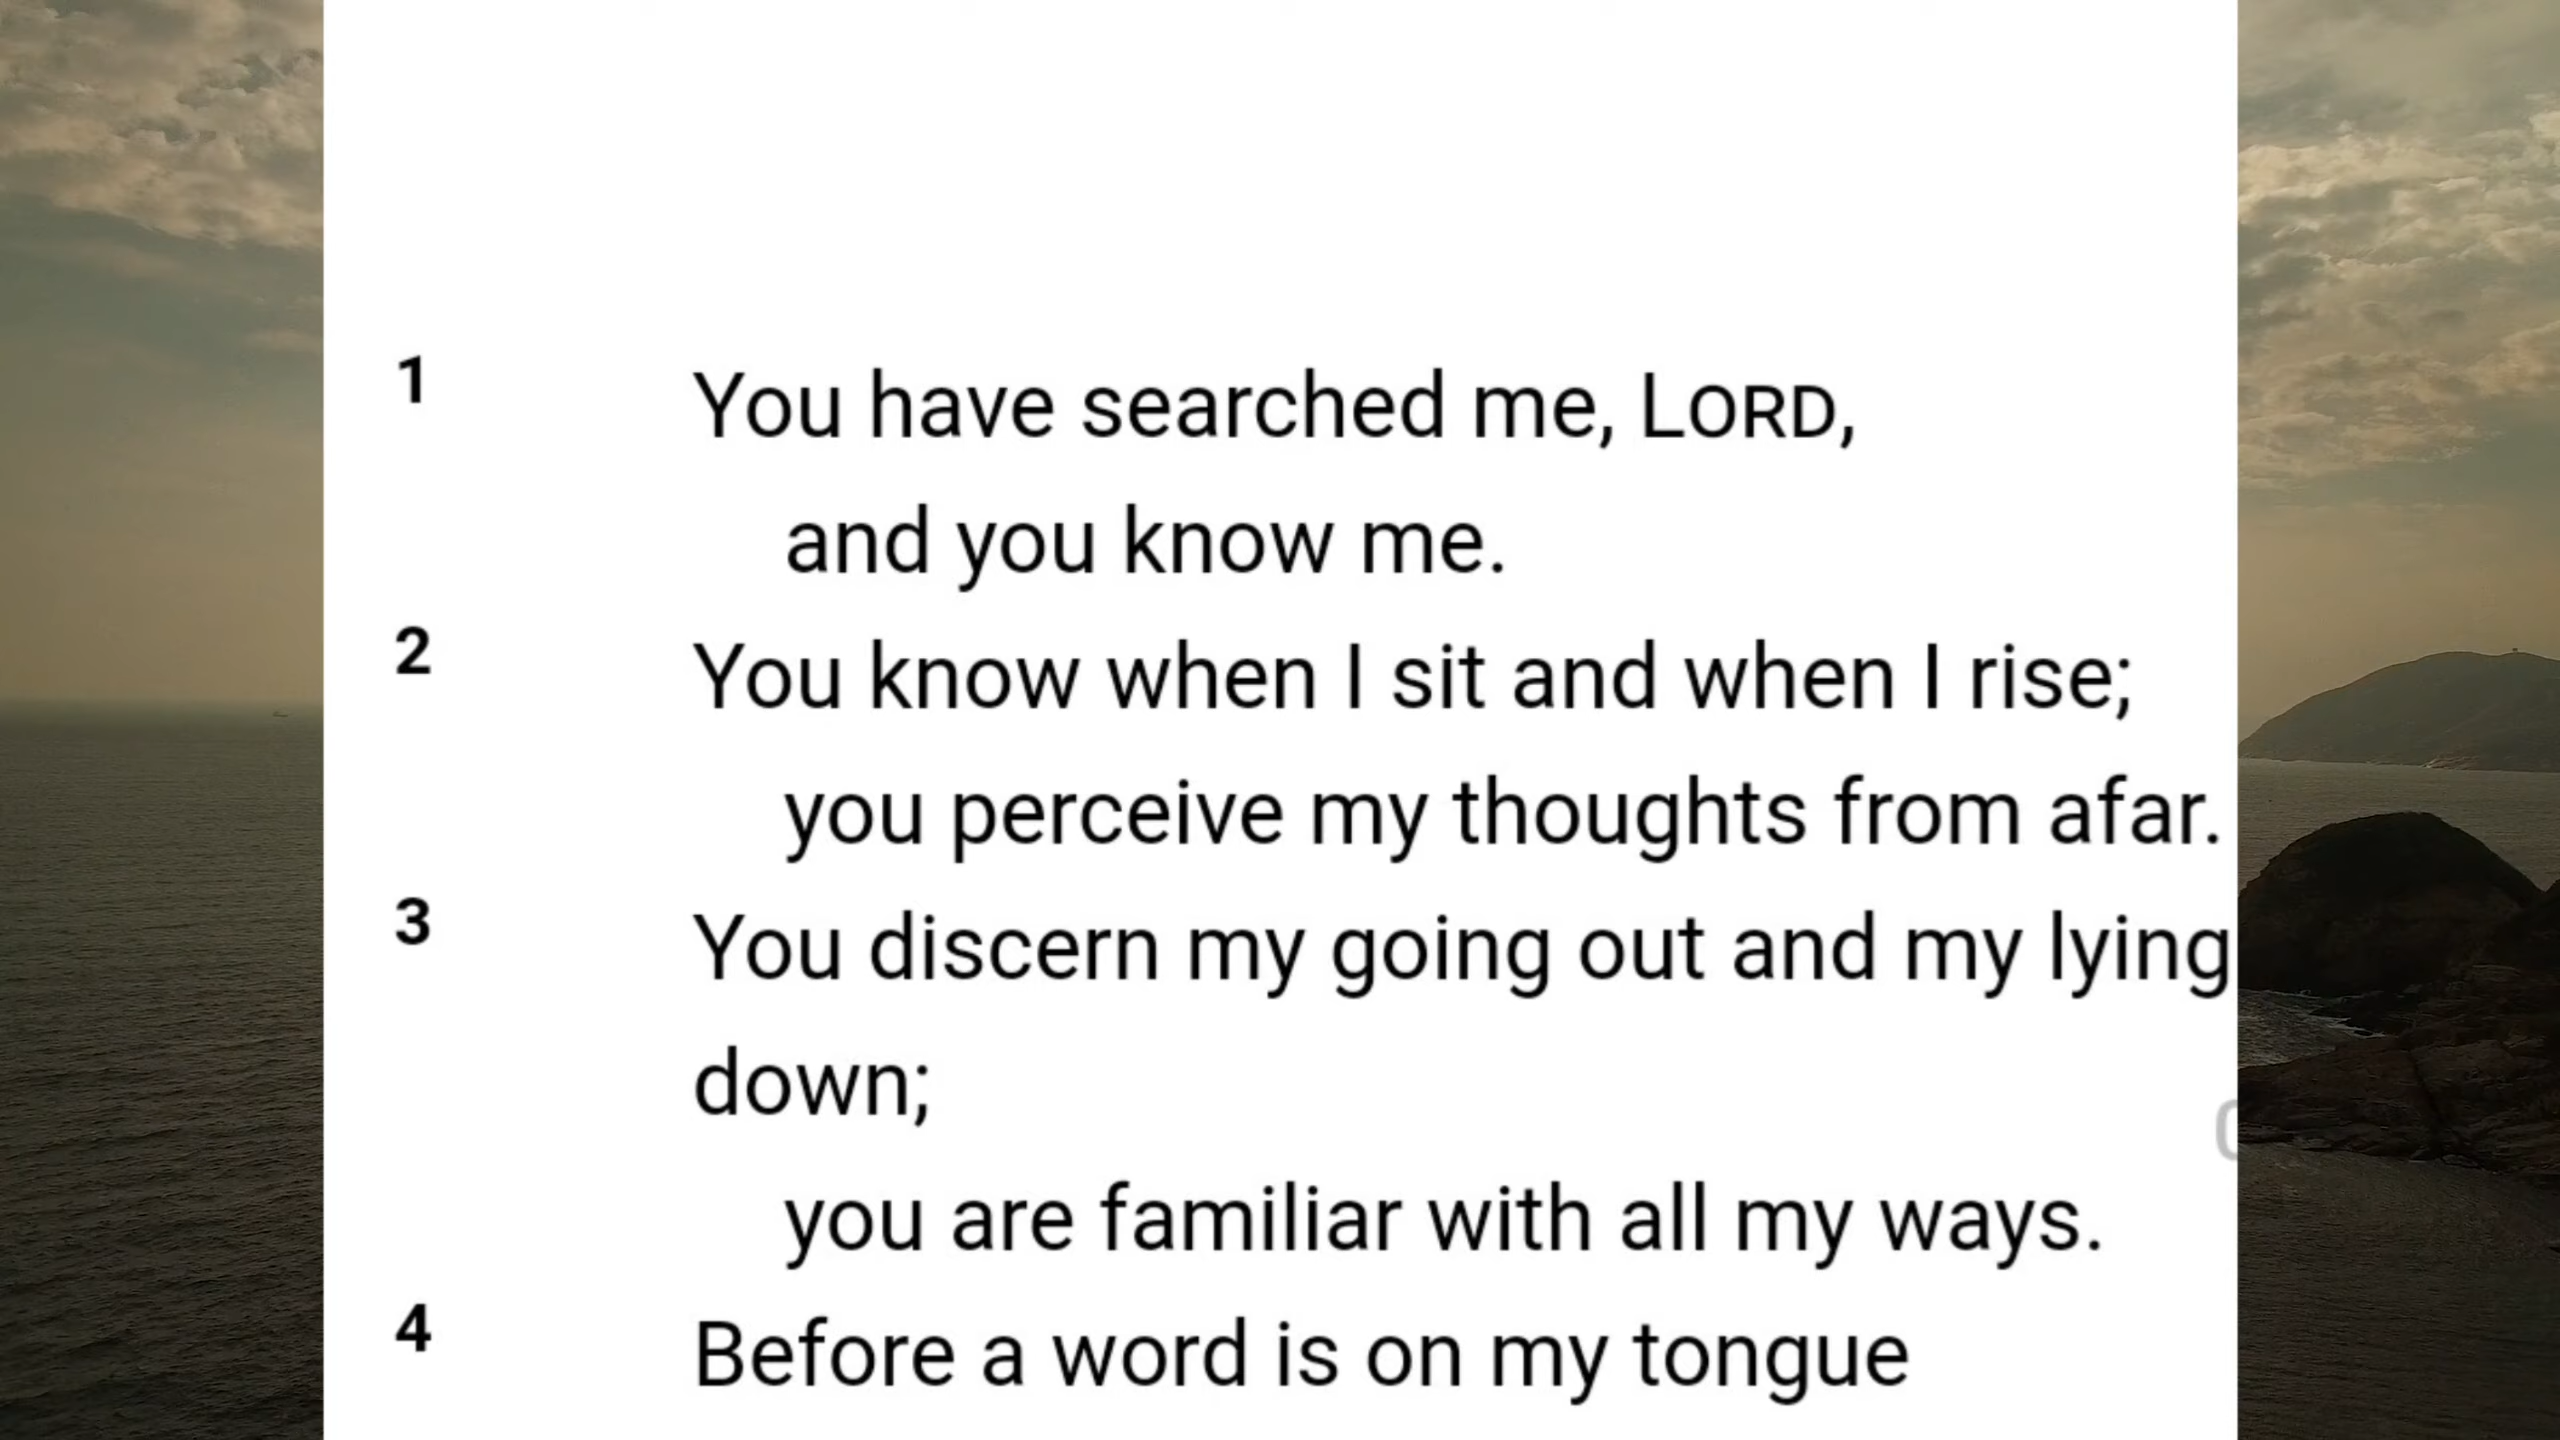 1 You have searched me, LORD,
and you know me.
2 You know when I sit and when I rise;
you perceive my thoughts from afar.
3 You discern my going out and my lying
down;
you are familiar with all my ways.
4 Before a word is on my tongue